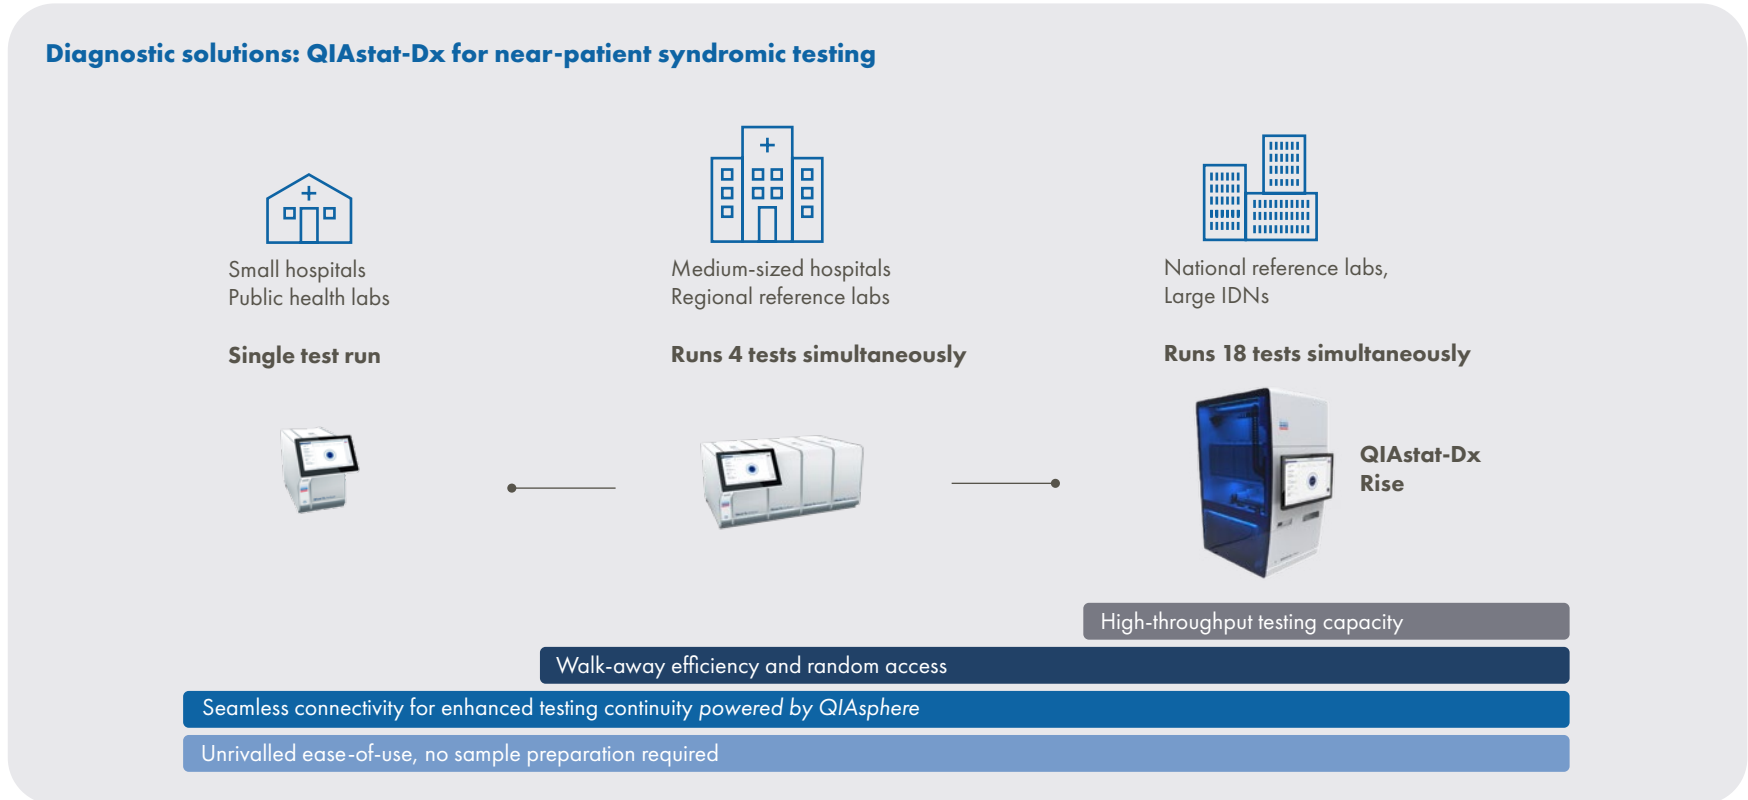 Diagnostic solutions: QIAstat-Dx for near-patient syndromic testing
Small hospitals
Public health labs
Single test run
Medium-sized hospitals
Regional reference labs
Runs 4 tests simultaneously
National reference labs,
Large IDNs
Runs 18 tests simultaneously
QIAstat-Dx
Rise
High-throughput testing capacity
Walk-away efficiency and random access
Seamless connectivity for enhanced testing continuity powered by QIAsphere
Unrivalled ease-of-use, no sample preparation required